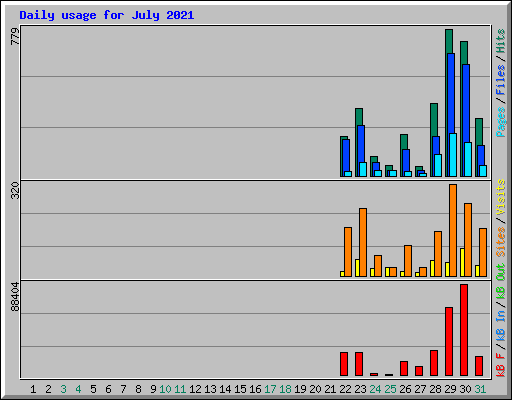 Daily usage for July 2021
779
320
88404
Pages/Files/Hits
Sites/Visits
kB F/kB In/kB Out
1 2 3 4 5 6 7 8 9 10 11 12 13 14 15 16 17 18 19 20 21 22 23 24 25 26 27 28 29 30 31